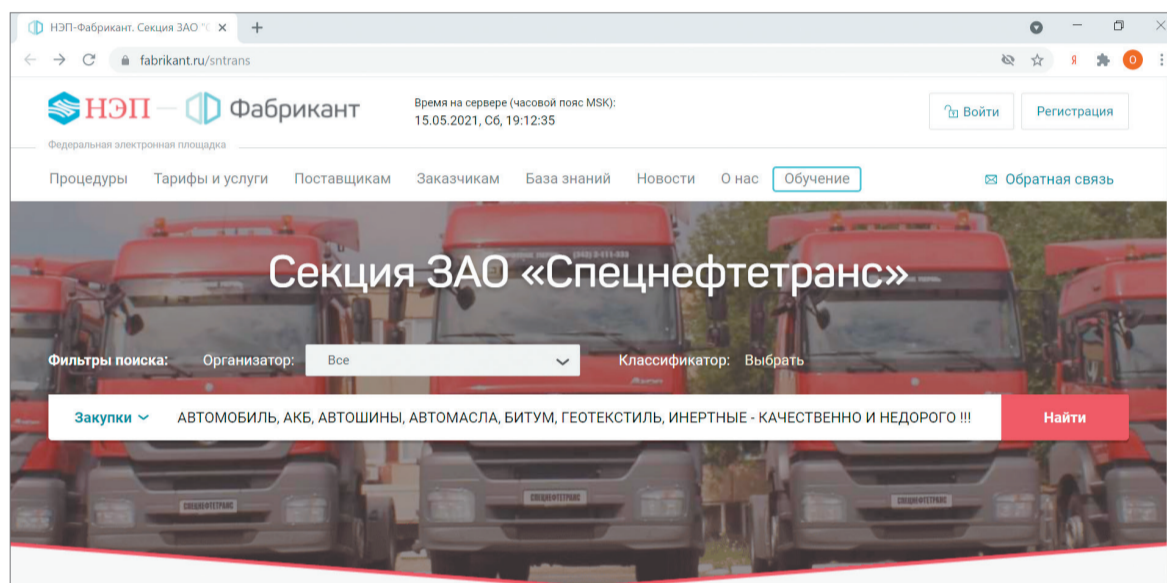 НЭП-Фабрикант. Секция ЗАО "С
fabrikant.ru/sntrans
Я
О
НЭП — Фабрикант
Федеральная электронная площадка
Время на сервере (часовой пояс MSK):
15.05.2021, Сб, 19:12:35
Войти
Регистрация
Процедуры Тарифы и услуги Поставщикам Заказчикам База знаний Новости О нас Обучение Обратная связь
Секция ЗАО «Спецнефтетранс»
Фильтры поиска: Организатор: Все Классификатор: Выбрать
Закупки АВТОМОБИЛЬ, АКБ, АВТОШИНЫ, АВТОМАСЛА, БИТУМ, ГЕОТЕКСТИЛЬ, ИНЕРТНЫЕ - КАЧЕСТВЕННО И НЕДОРОГО !!! Найти
СПЕЦНЕФТЕТРАНС
СПЕЦНЕФТЕТРАНС
СПЕЦНЕФТЕТРАНС